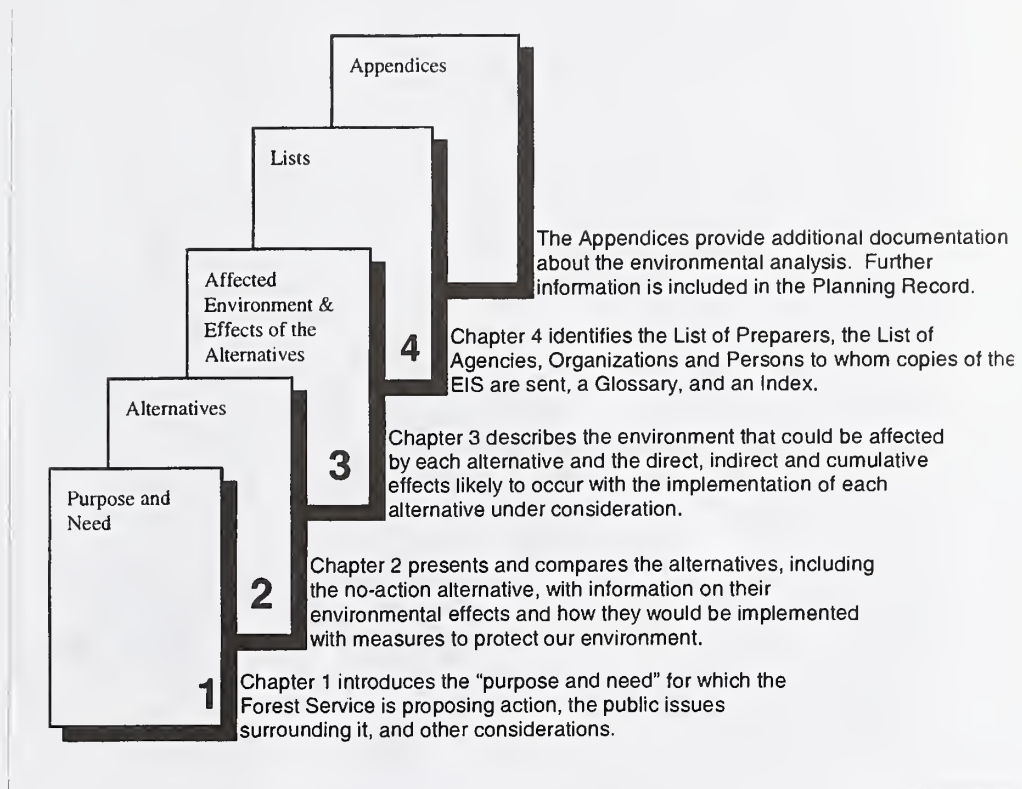 Appendices
Lists
The Appendices provide additional documentation
about the environmental analysis. Further
information is included in the Planning Record.
Affected
Environment &
Effects of the
Alternatives
4
Chapter 4 identifies the List of Preparers, the List of
Agencies, Organizations and Persons to whom copies of the
EIS are sent, a Glossary, and an Index.
Alternatives
3
Chapter 3 describes the environment that could be affected
by each alternative and the direct, indirect and cumulative
effects likely to occur with the implementation of each
alternative under consideration.
Purpose and
Need
2
Chapter 2 presents and compares the alternatives, including
the no-action alternative, with information on their
environmental effects and how they would be implemented
with measures to protect our environment.
1
Chapter 1 introduces the “purpose and need” for which the
Forest Service is proposing action, the public issues
surrounding it, and other considerations.